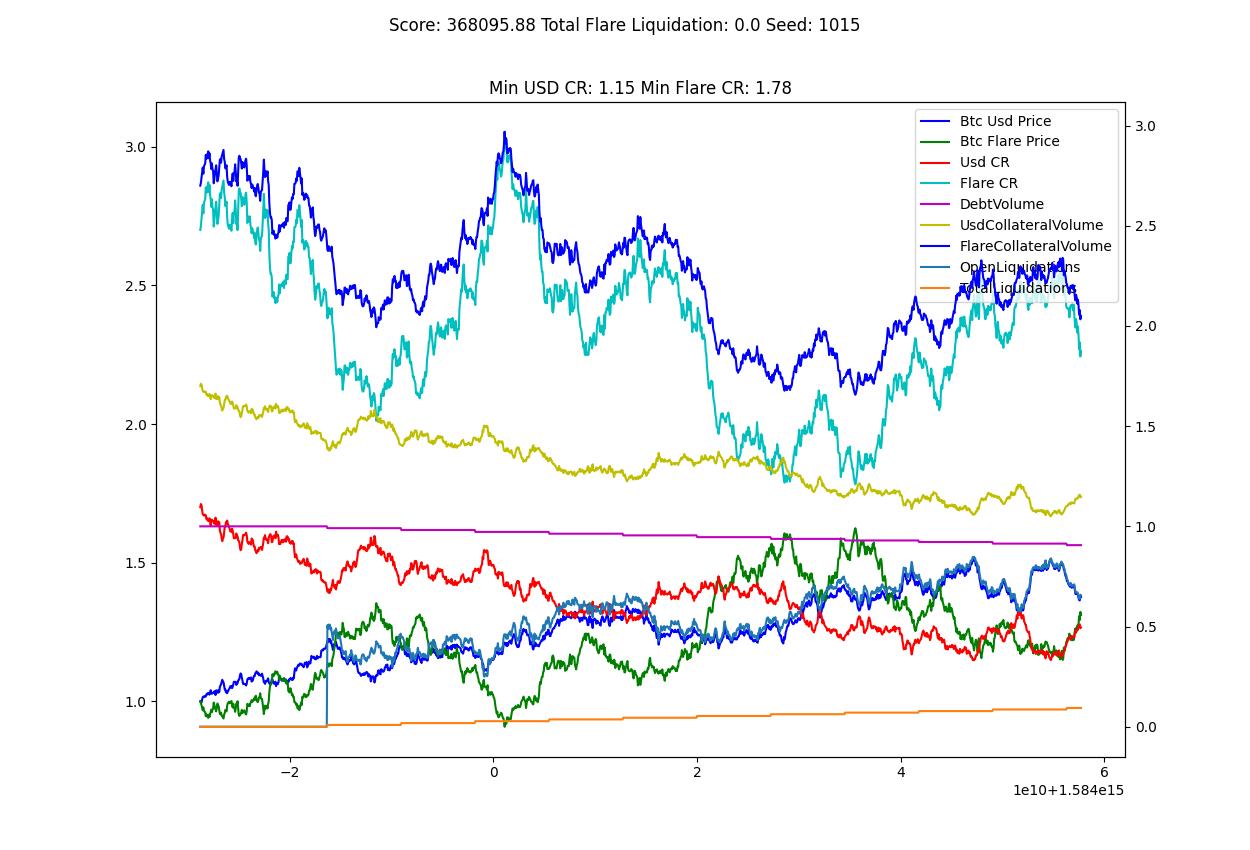 Score: 368095.88 Total Flare Liquidation: 0.0 Seed: 1015
Min USD CR: 1.15 Min Flare CR: 1.78
Btc Usd Price
Btc Flare Price
Usd CR
Flare CR
DebtVolume
UsdCollateralVolume
FlareCollateralVolume
OpenLiquidations
TotalLiquidations
3.0
2.5
2.0
1.5
1.0
3.0
2.5
2.0
1.5
1.0
0.5
0.0
−2 0 2 4 6
1e10+1.584e15